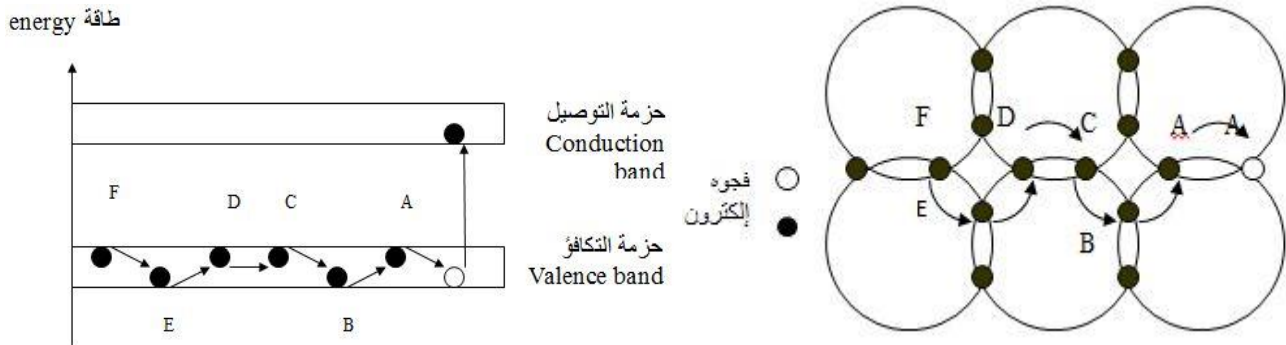 energy طاقة
حزمة التوصيل
Conduction
band
F
D
C
A
حزمة التكافؤ
Valence band
E
B
فجوه
إلكترون
F
D
C
A
A
E
B